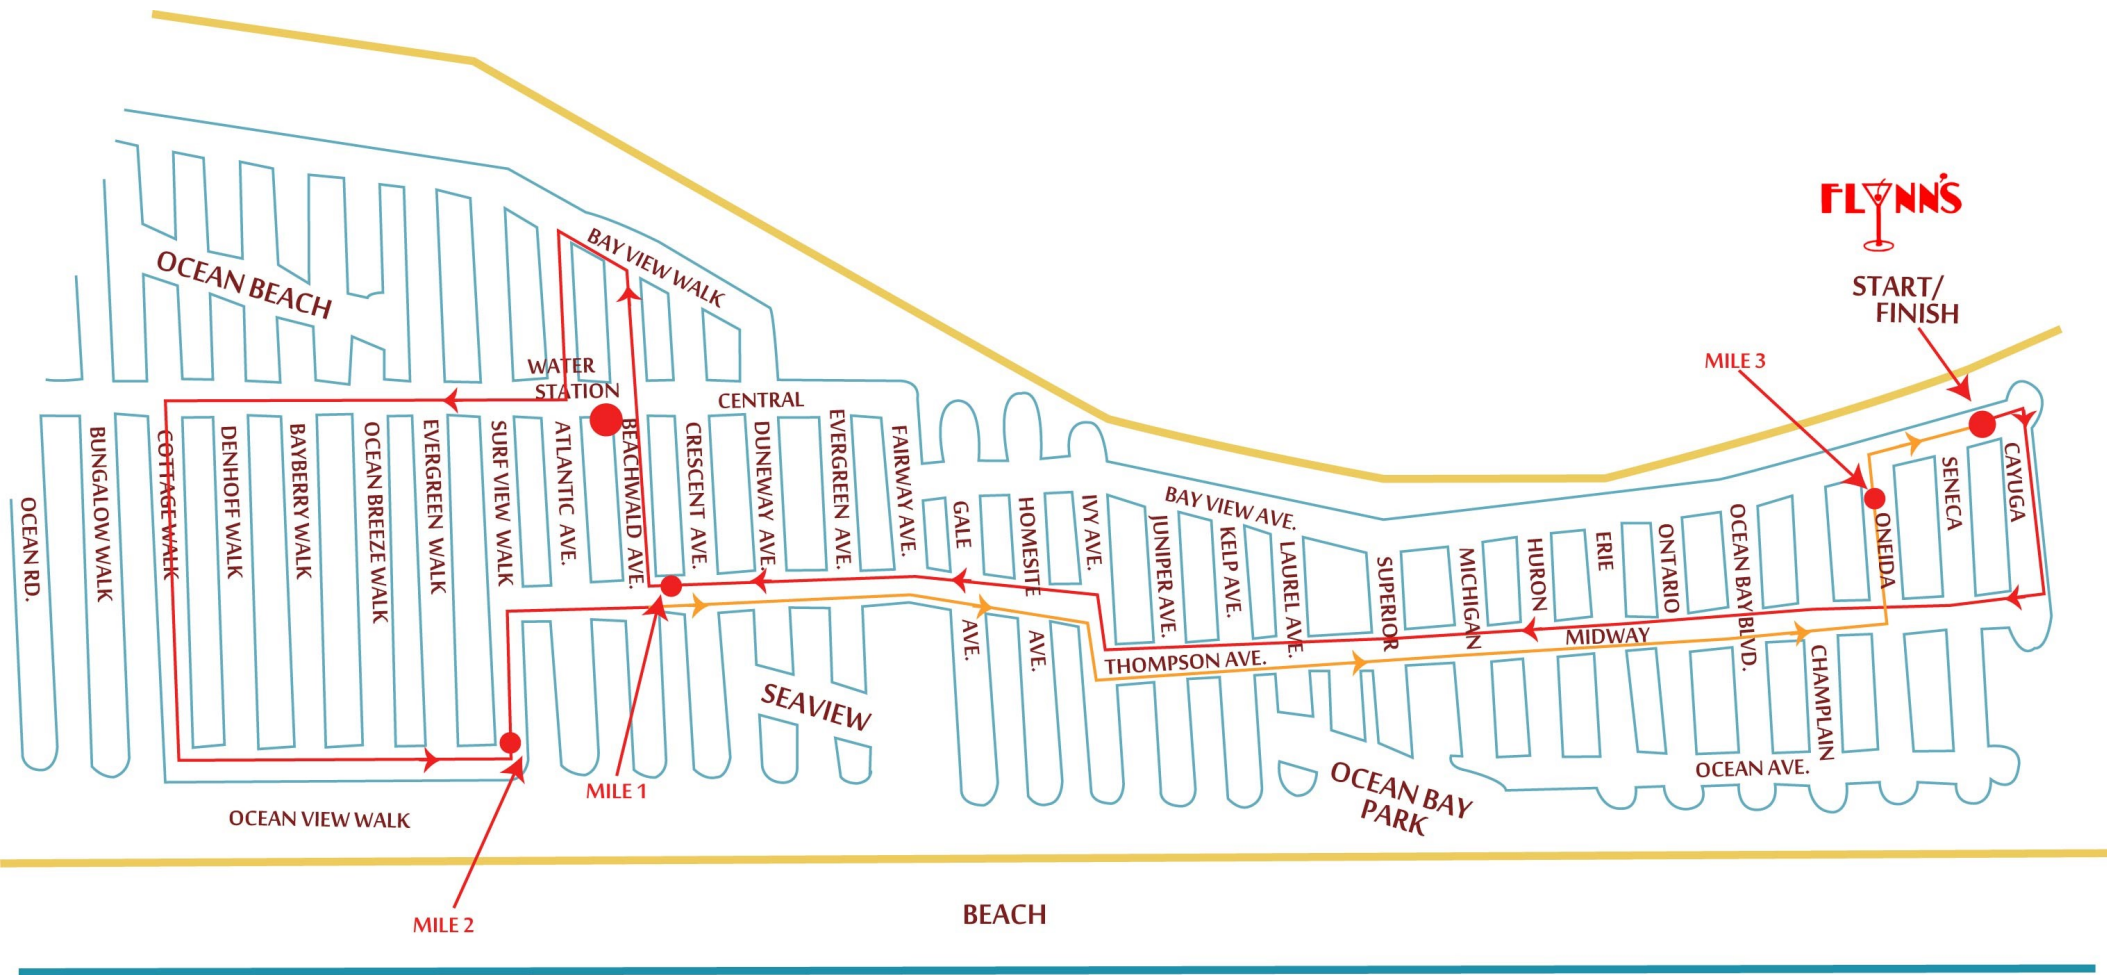 FLYNN'S
START/
FINISH
MILE 3
BAY VIEW WALK
OCEAN BEACH
WATER
STATION
CENTRAL
OCEAN RD.
BUNGALOW WALK
COTTAGE WALK
DENHOFF WALK
BAYBERRY WALK
OCEAN BREEZE WALK
EVERGREEN WALK
SURF VIEW WALK
ATLANTIC AVE.
BEACHWALD AVE.
CRESCENT AVE.
DUNEWAY AVE.
EVERGREEN AVE.
FAIRWAY AVE.
GALE
AVE.
HOMESITE
AVE.
IVY AVE.
BAY VIEW AVE.
JUNIPER AVE.
KELP AVE.
LAUREL AVE.
SUPERIOR
MICHIGAN
HURON
ERIE
ONTARIO
OCEAN BAY BLVD.
CHAMPLAIN
ONEIDA
SENECA
CAYUGA
MIDWAY
THOMPSON AVE.
SEAVIEW
OCEAN BAY
PARK
OCEAN AVE.
MILE 1
OCEAN VIEW WALK
MILE 2
BEACH